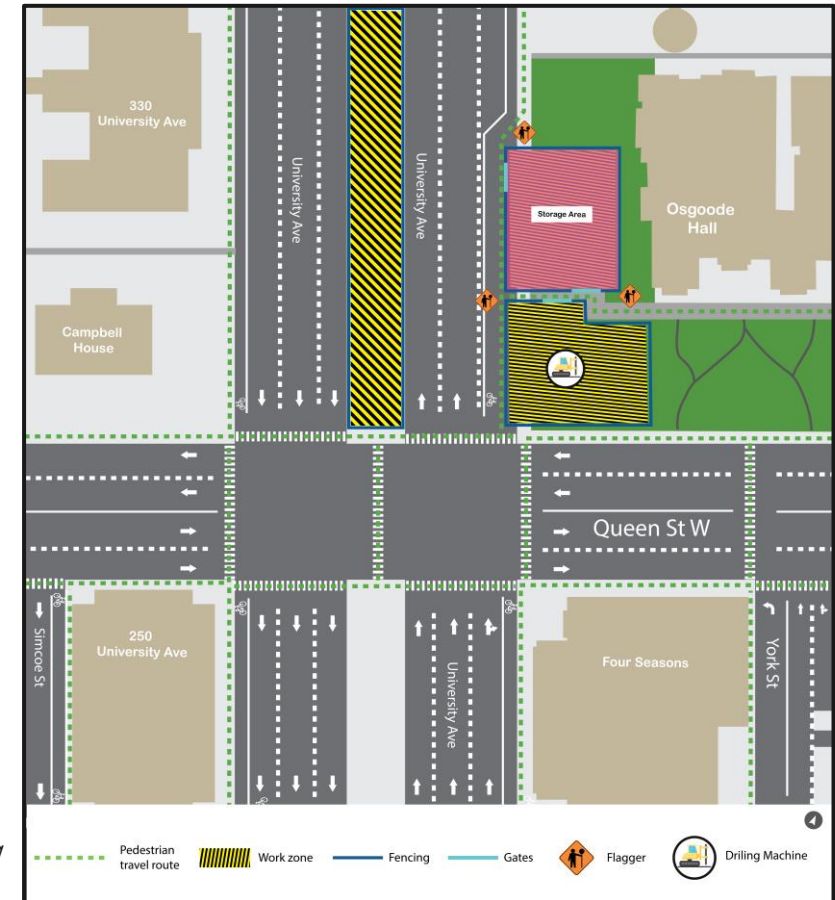 330
University Ave
University Ave
University Ave
Storage Area
Osgoode
Hall
Campbell
House
Queen St W
Simcoe St
250
University Ave
University Ave
Four Seasons
York St
Pedestrian
travel route
Work zone
Fencing
Gates
Flagger
Driling Machine